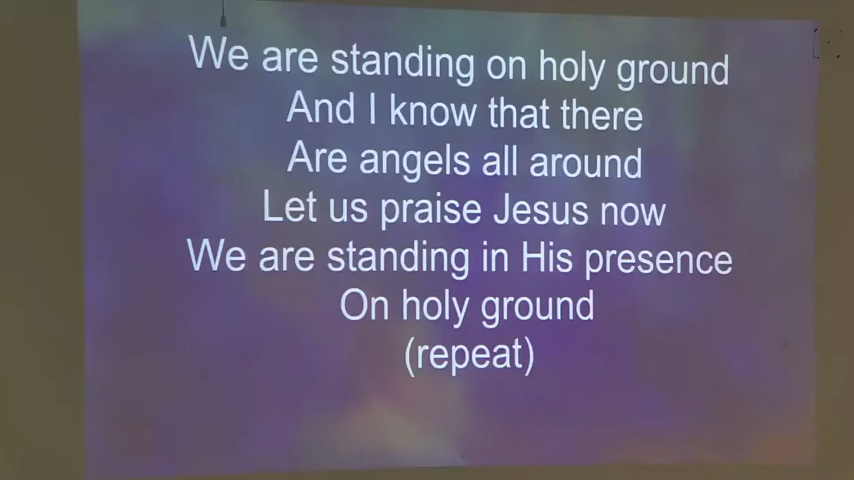 We are standing on holy ground
And I know that there
Are angels all around
Let us praise Jesus now
We are standing in His presence
On holy ground
(repeat)